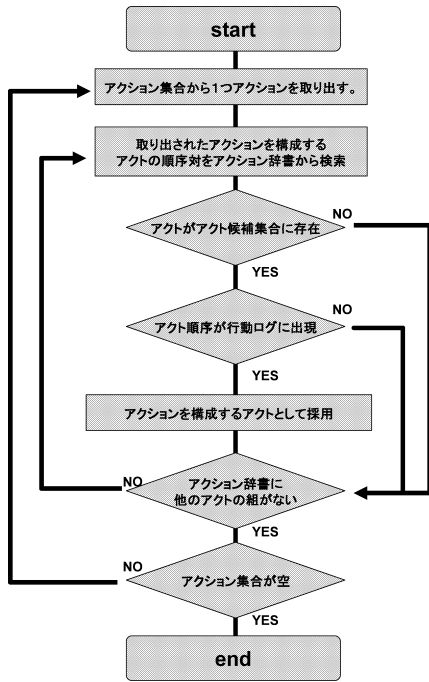 start
アクション集合から1つアクションを取り出す。
取り出されたアクションを構成する
アクトの順序対をアクション辞書から検索
アクトがアクト候補集合に存在
NO
YES
アクト順序が行動ログに出現
NO
YES
アクションを構成するアクトとして採用
アクション辞書に
他のアクトの組がない
NO
YES
アクション集合が空
NO
YES
end